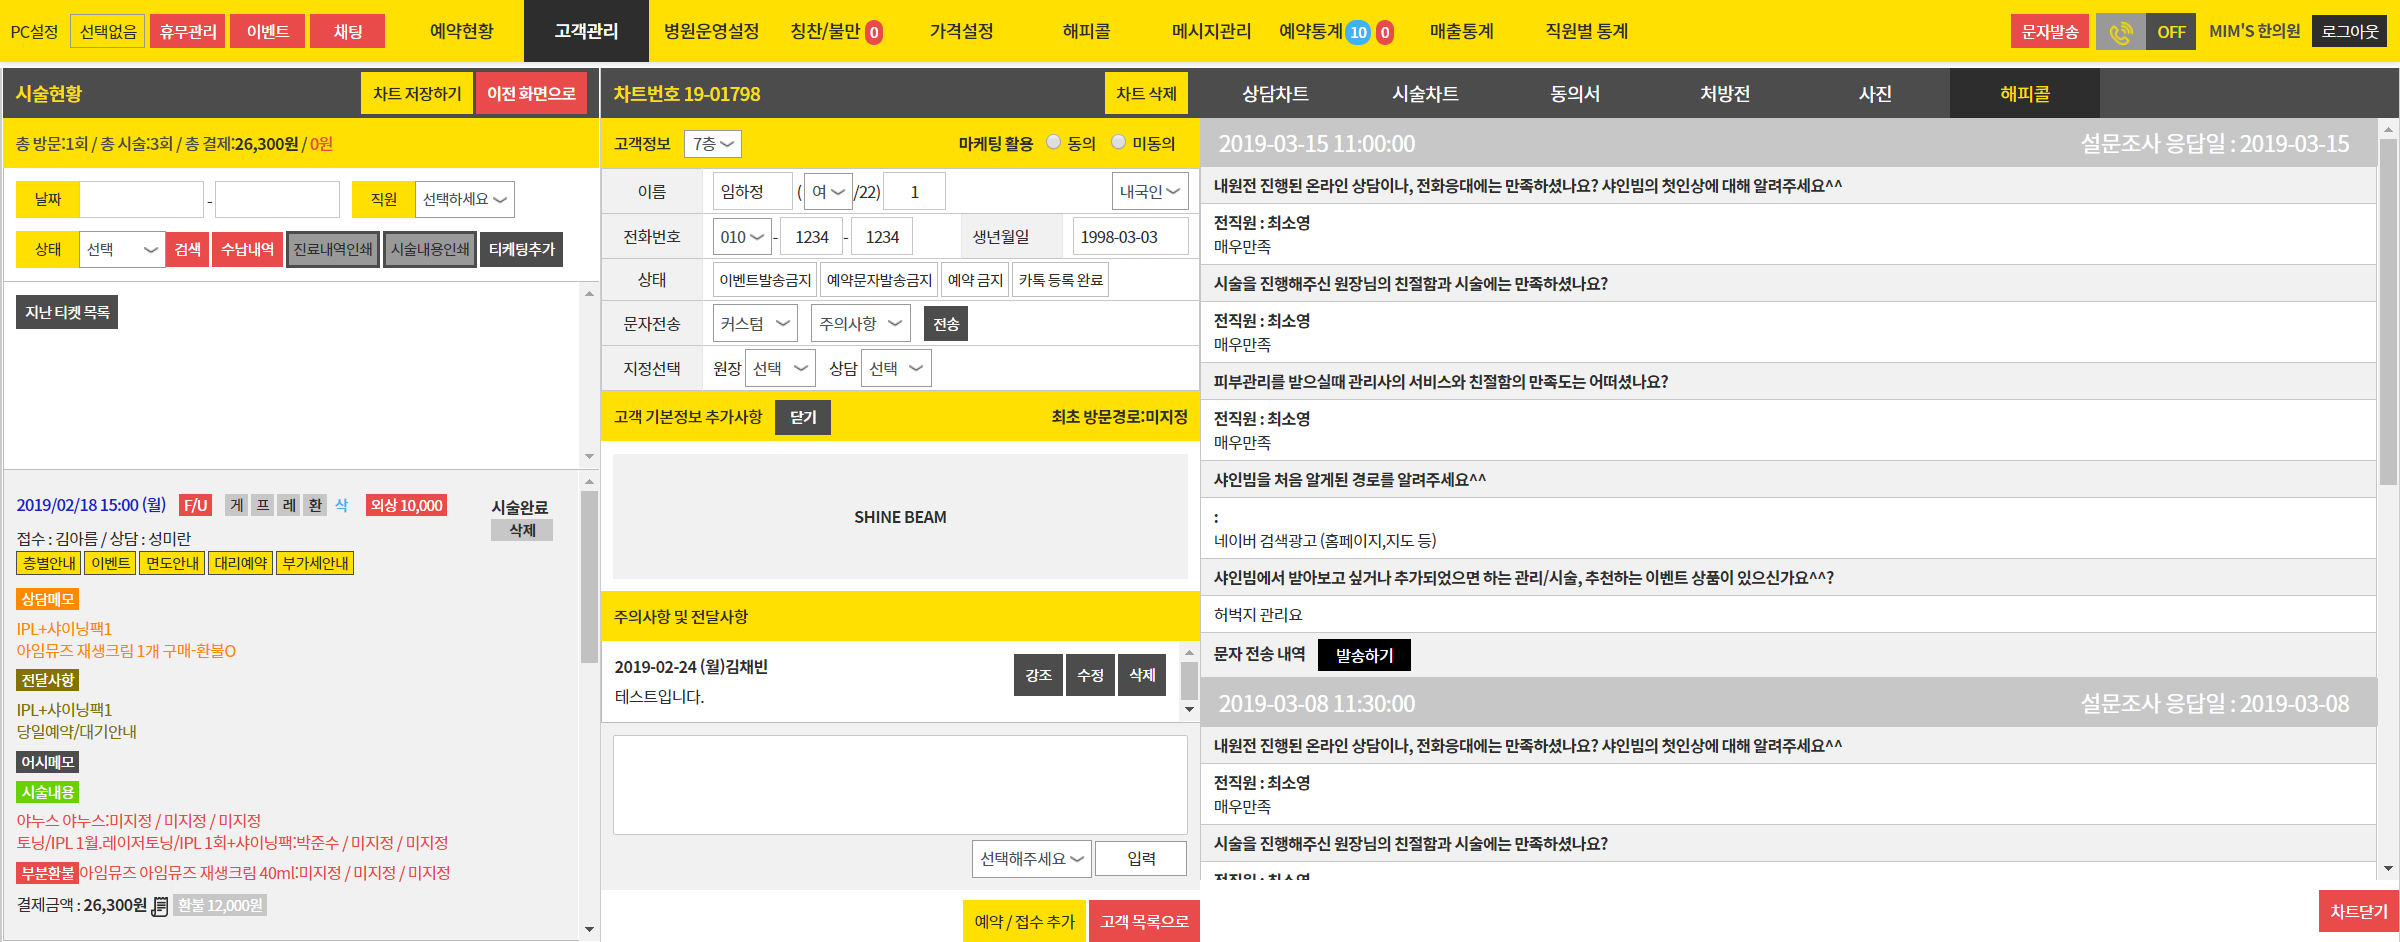 PC설정 선택없음 휴무관리 이벤트 채팅 예약현황 고객관리 병원운영설정 칭찬/불만 0 가격설정 해피콜 메시지관리 예약통계 10 0 매출통계 직원별 통계 문자발송 OFF MIM'S 한의원 로그아웃
시술현황 차트 저장하기 이전 화면으로
총 방문:1회 / 총 시술:3회 / 총 결제:26,300원 / 0원
날짜 - 직원 선택하세요
상태 선택 검색 수납내역 진료내역인쇄 시술내용인쇄 티케팅추가
지난 티켓 목록
2019/02/18 15:00 (월) F/U 게 프 레 환 삭 외상 10,000 시술완료
삭제
접수 : 김아름 / 상담 : 성미란
층별안내 이벤트 면도안내 대리예약 부가세안내
상담메모
IPL+샤이닝팩1
아임뮤즈 재생크림 1개 구매-환불O
전달사항
IPL+샤이닝팩1
당일예약/대기안내
어시메모
시술내용
야누스 야누스:미지정 / 미지정 / 미지정
토닝/IPL 1월.레이저토닝/IPL 1회+샤이닝팩:박준수 / 미지정 / 미지정
부분환불 아임뮤즈 아임뮤즈 재생크림 40ml:미지정 / 미지정 / 미지정
결제금액 : 26,300원 환불 12,000원
차트번호 19-01798 차트 삭제
고객정보 7층 마케팅 활용 동의 미동의
이름 임하정 ( 여 /22) 1 내국인
전화번호 010 - 1234 - 1234 생년월일 1998-03-03
상태 이벤트발송금지 예약문자발송금지 예약 금지 카톡 등록 완료
문자전송 커스텀 주의사항 전송
지정선택 원장 선택 상담 선택
고객 기본정보 추가사항 닫기 최초 방문경로:미지정
SHINE BEAM
주의사항 및 전달사항
2019-02-24 (월)김채빈 강조 수정 삭제
테스트입니다.
선택해주세요 입력
예약 / 접수 추가 고객 목록으로
상담차트 시술차트 동의서 처방전 사진 해피콜
2019-03-15 11:00:00 설문조사 응답일 : 2019-03-15
내원전 진행된 온라인 상담이나, 전화응대에는 만족하셨나요? 샤인빔의 첫인상에 대해 알려주세요^^
전직원 : 최소영
매우만족
시술을 진행해주신 원장님의 친절함과 시술에는 만족하셨나요?
전직원 : 최소영
매우만족
피부관리를 받으실때 관리사의 서비스와 친절함의 만족도는 어떠셨나요?
전직원 : 최소영
매우만족
샤인빔을 처음 알게된 경로를 알려주세요^^
:
네이버 검색광고 (홈페이지,지도 등)
샤인빔에서 받아보고 싶거나 추가되었으면 하는 관리/시술, 추천하는 이벤트 상품이 있으신가요^^?
허벅지 관리요
문자 전송 내역 발송하기
2019-03-08 11:30:00 설문조사 응답일 : 2019-03-08
내원전 진행된 온라인 상담이나, 전화응대에는 만족하셨나요? 샤인빔의 첫인상에 대해 알려주세요^^
전직원 : 최소영
매우만족
시술을 진행해주신 원장님의 친절함과 시술에는 만족하셨나요?
전직원 : 최소영
차트닫기